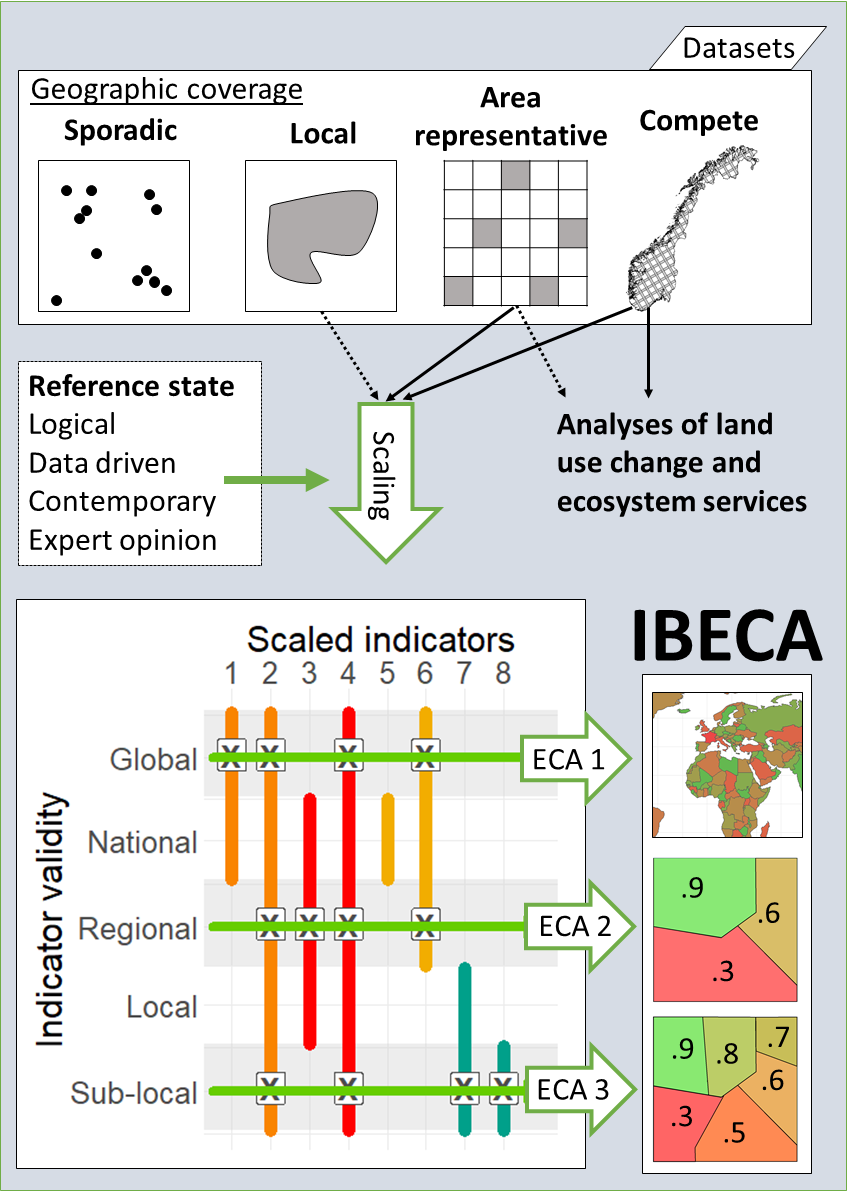 Datasets
Geographic coverage
Sporadic
Local
Area
representative
Compete
Reference state
Logical
Data driven
Contemporary
Expert opinion
Scaling
Analyses of land
use change and
ecosystem services
IBECA
Scaled indicators
1 2 3 4 5 6 7 8
Indicator validity
Global
X X X X
ECA 1
National
Regional
X X X X
ECA 2
Local
Sub-local
X X X X
ECA 3
.9
.6
.3
.9 .8 .7
.6
.3
.5